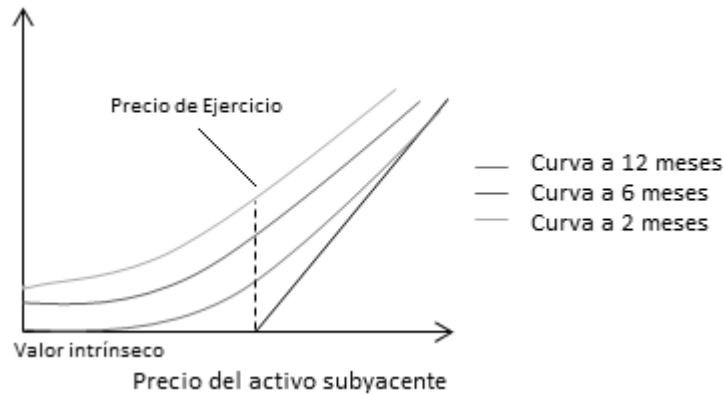 Precio de Ejercicio
Curva a 12 meses
Curva a 6 meses
Curva a 2 meses
Valor intrínseco
Precio del activo subyacente